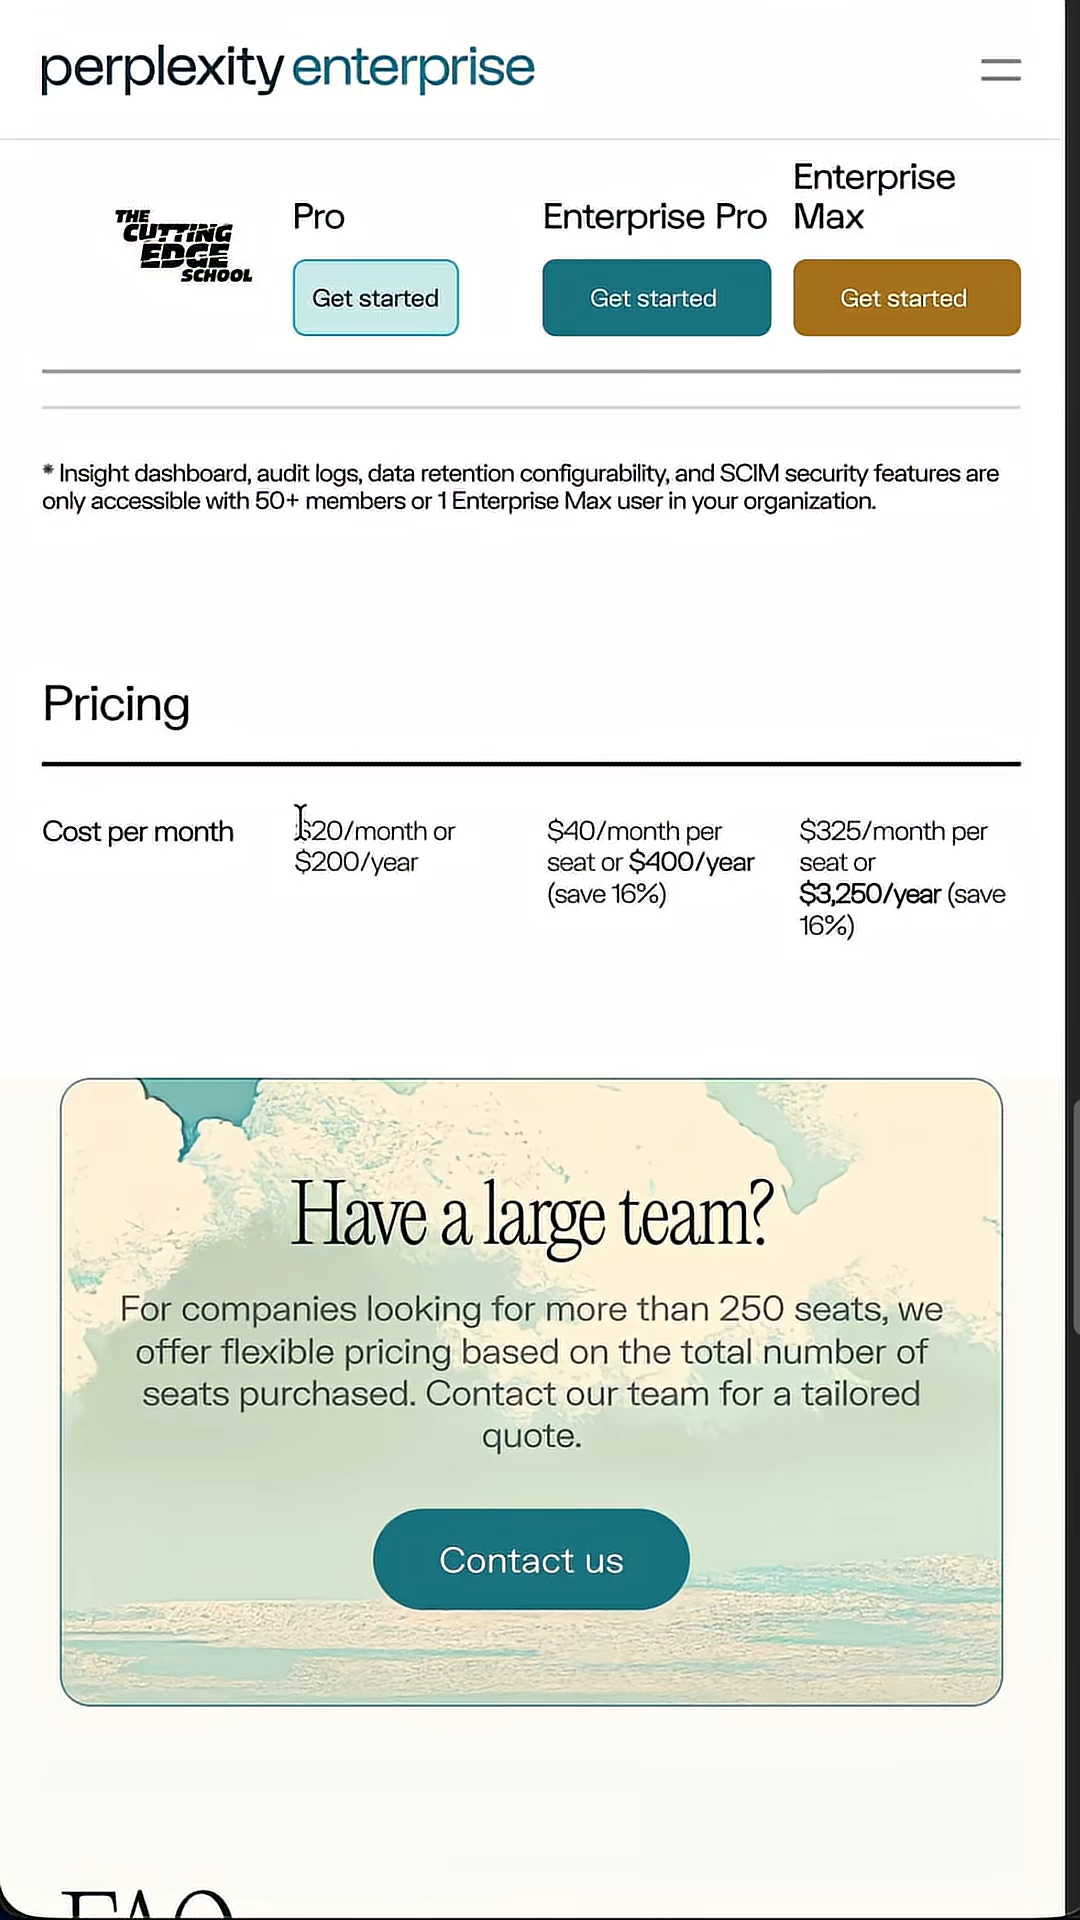 perplexity enterprise
THE
CUTTING
EDGE
SCHOOL
Pro
Enterprise Pro
Enterprise
Max
Get started
Get started
Get started
* Insight dashboard, audit logs, data retention configurability, and SCIM security features are
only accessible with 50+ members or 1 Enterprise Max user in your organization.
Pricing
Cost per month
$20/month or
$200/year
$40/month per
seat or $400/year
(save 16%)
$325/month per
seat or
$3,250/year (save
16%)
Have a large team?
For companies looking for more than 250 seats, we
offer flexible pricing based on the total number of
seats purchased. Contact our team for a tailored
quote.
Contact us
FAQ